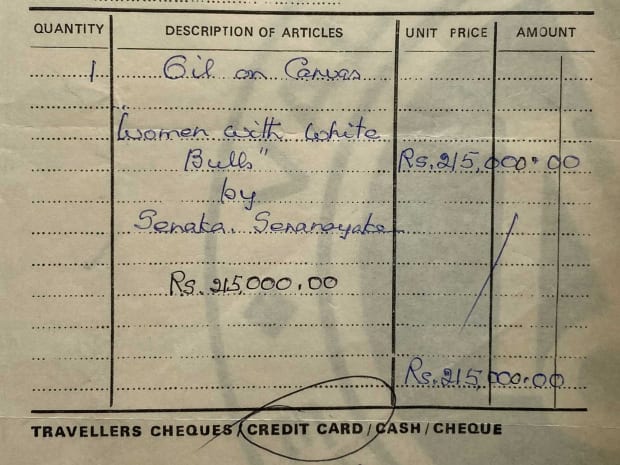 QUANTITY DESCRIPTION OF ARTICLES UNIT PRICE AMOUNT
1 Oil on Canvas
"Women with White
Bulls" Rs. 215,000.00
by
Senaka Senanayake
Rs. 215000.00
Rs. 215,000.00
TRAVELLERS CHEQUES / CREDIT CARD / CASH / CHEQUE